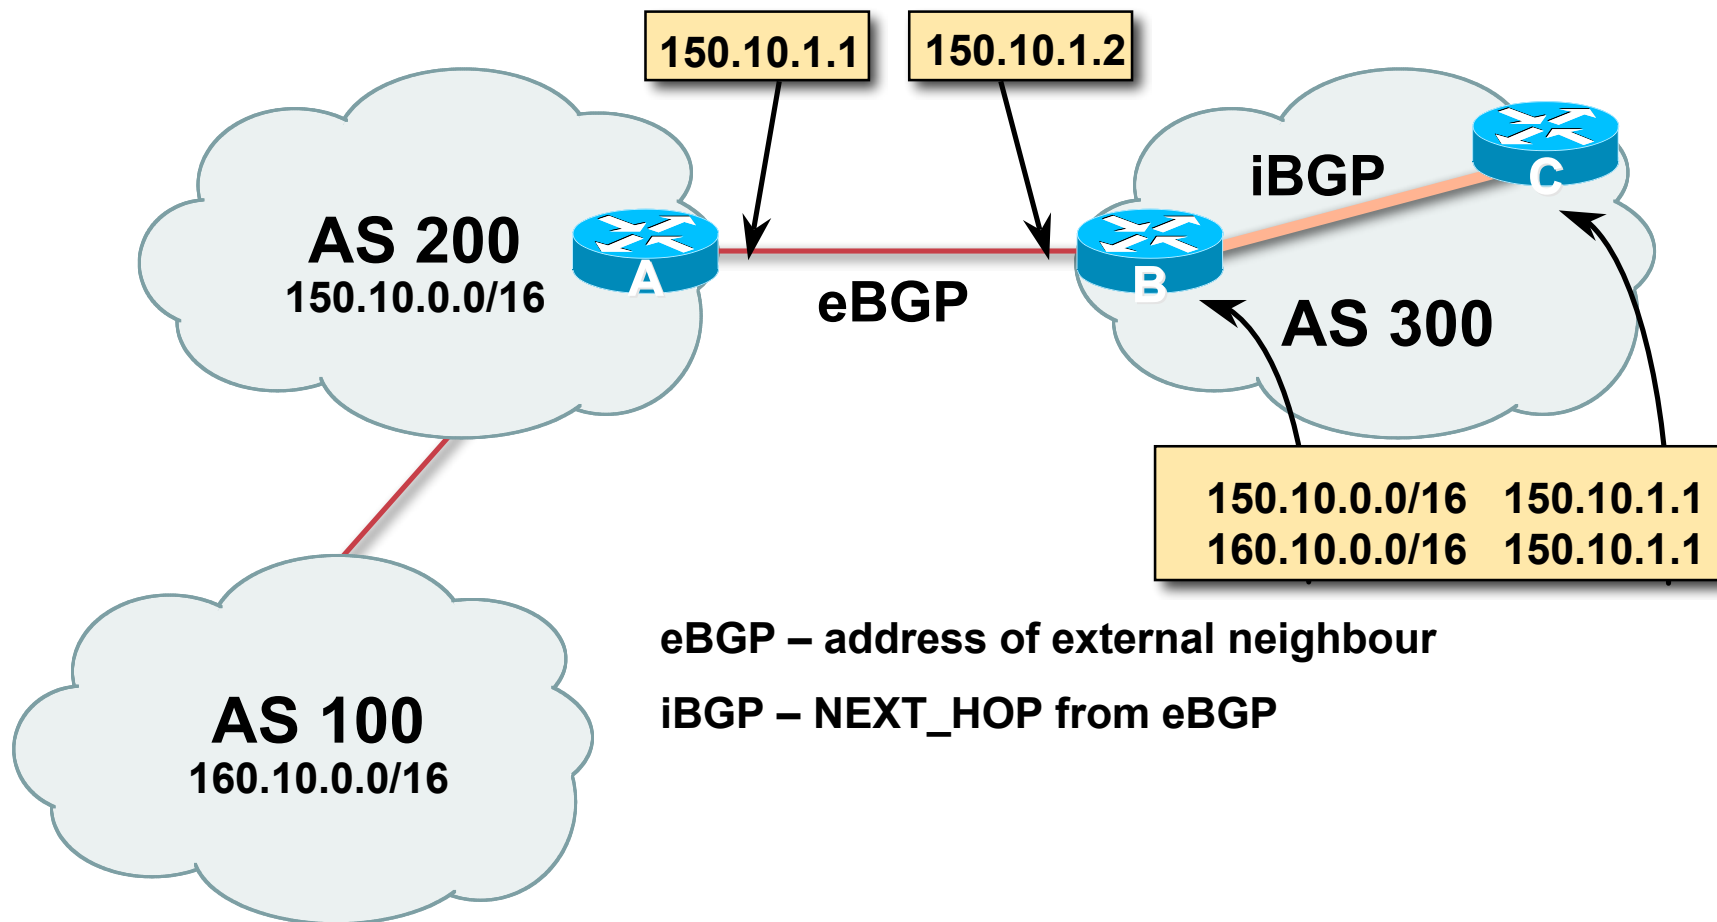 150.10.1.1
150.10.1.2
iBGP
C
AS 200
150.10.0.0/16
A
B
eBGP
AS 300
150.10.0.0/16 150.10.1.1
160.10.0.0/16 150.10.1.1
eBGP – address of external neighbour
iBGP – NEXT_HOP from eBGP
AS 100
160.10.0.0/16